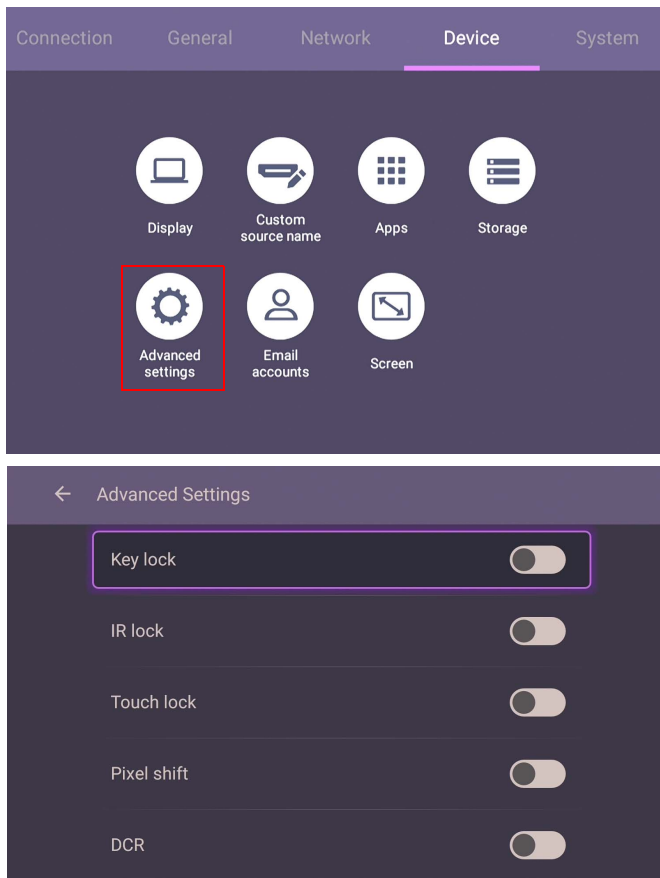 Connection General Network Device System
Display
Custom
source name
Apps
Storage
Advanced
settings
Email
accounts
Screen
Advanced Settings
Key lock
IR lock
Touch lock
Pixel shift
DCR